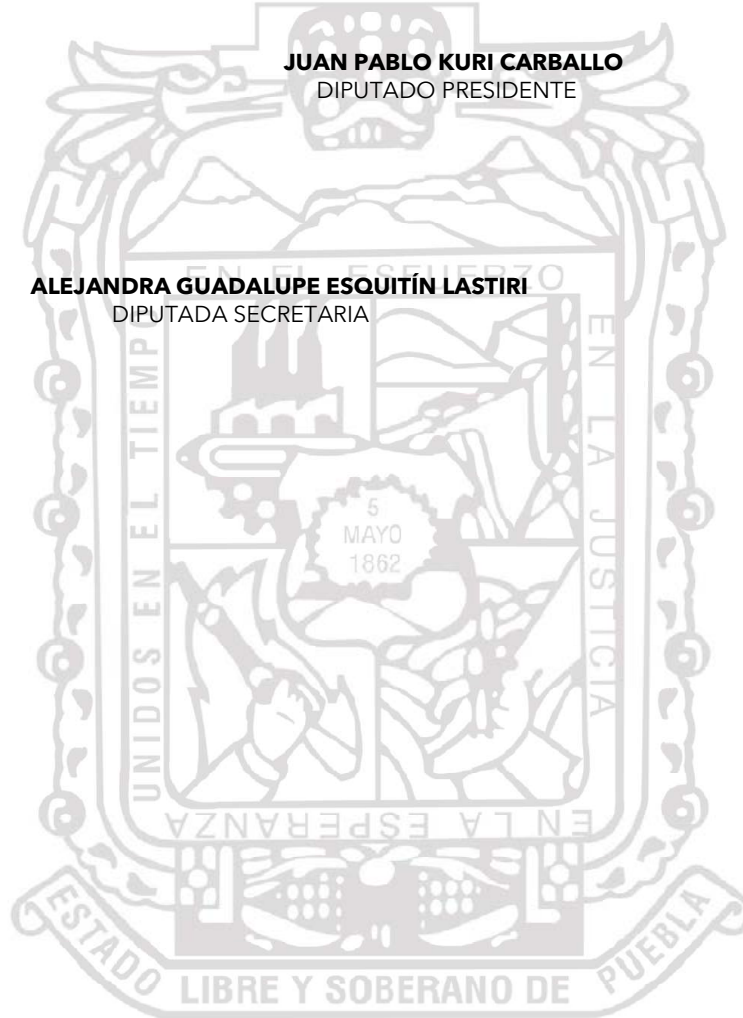 JUAN PABLO KURI CARBALLO
DIPUTADO PRESIDENTE
ALEJANDRA GUADALUPE ESQUITÍN LASTIRI
DIPUTADA SECRETARIA
EN EL ESFUERZO
EN LA JUSTICIA
UNIDOS EN EL TIEMPO
5
MAYO
1862
EN LA ESPERANZA
ESTADO LIBRE Y SOBERANO DE PUEBLA